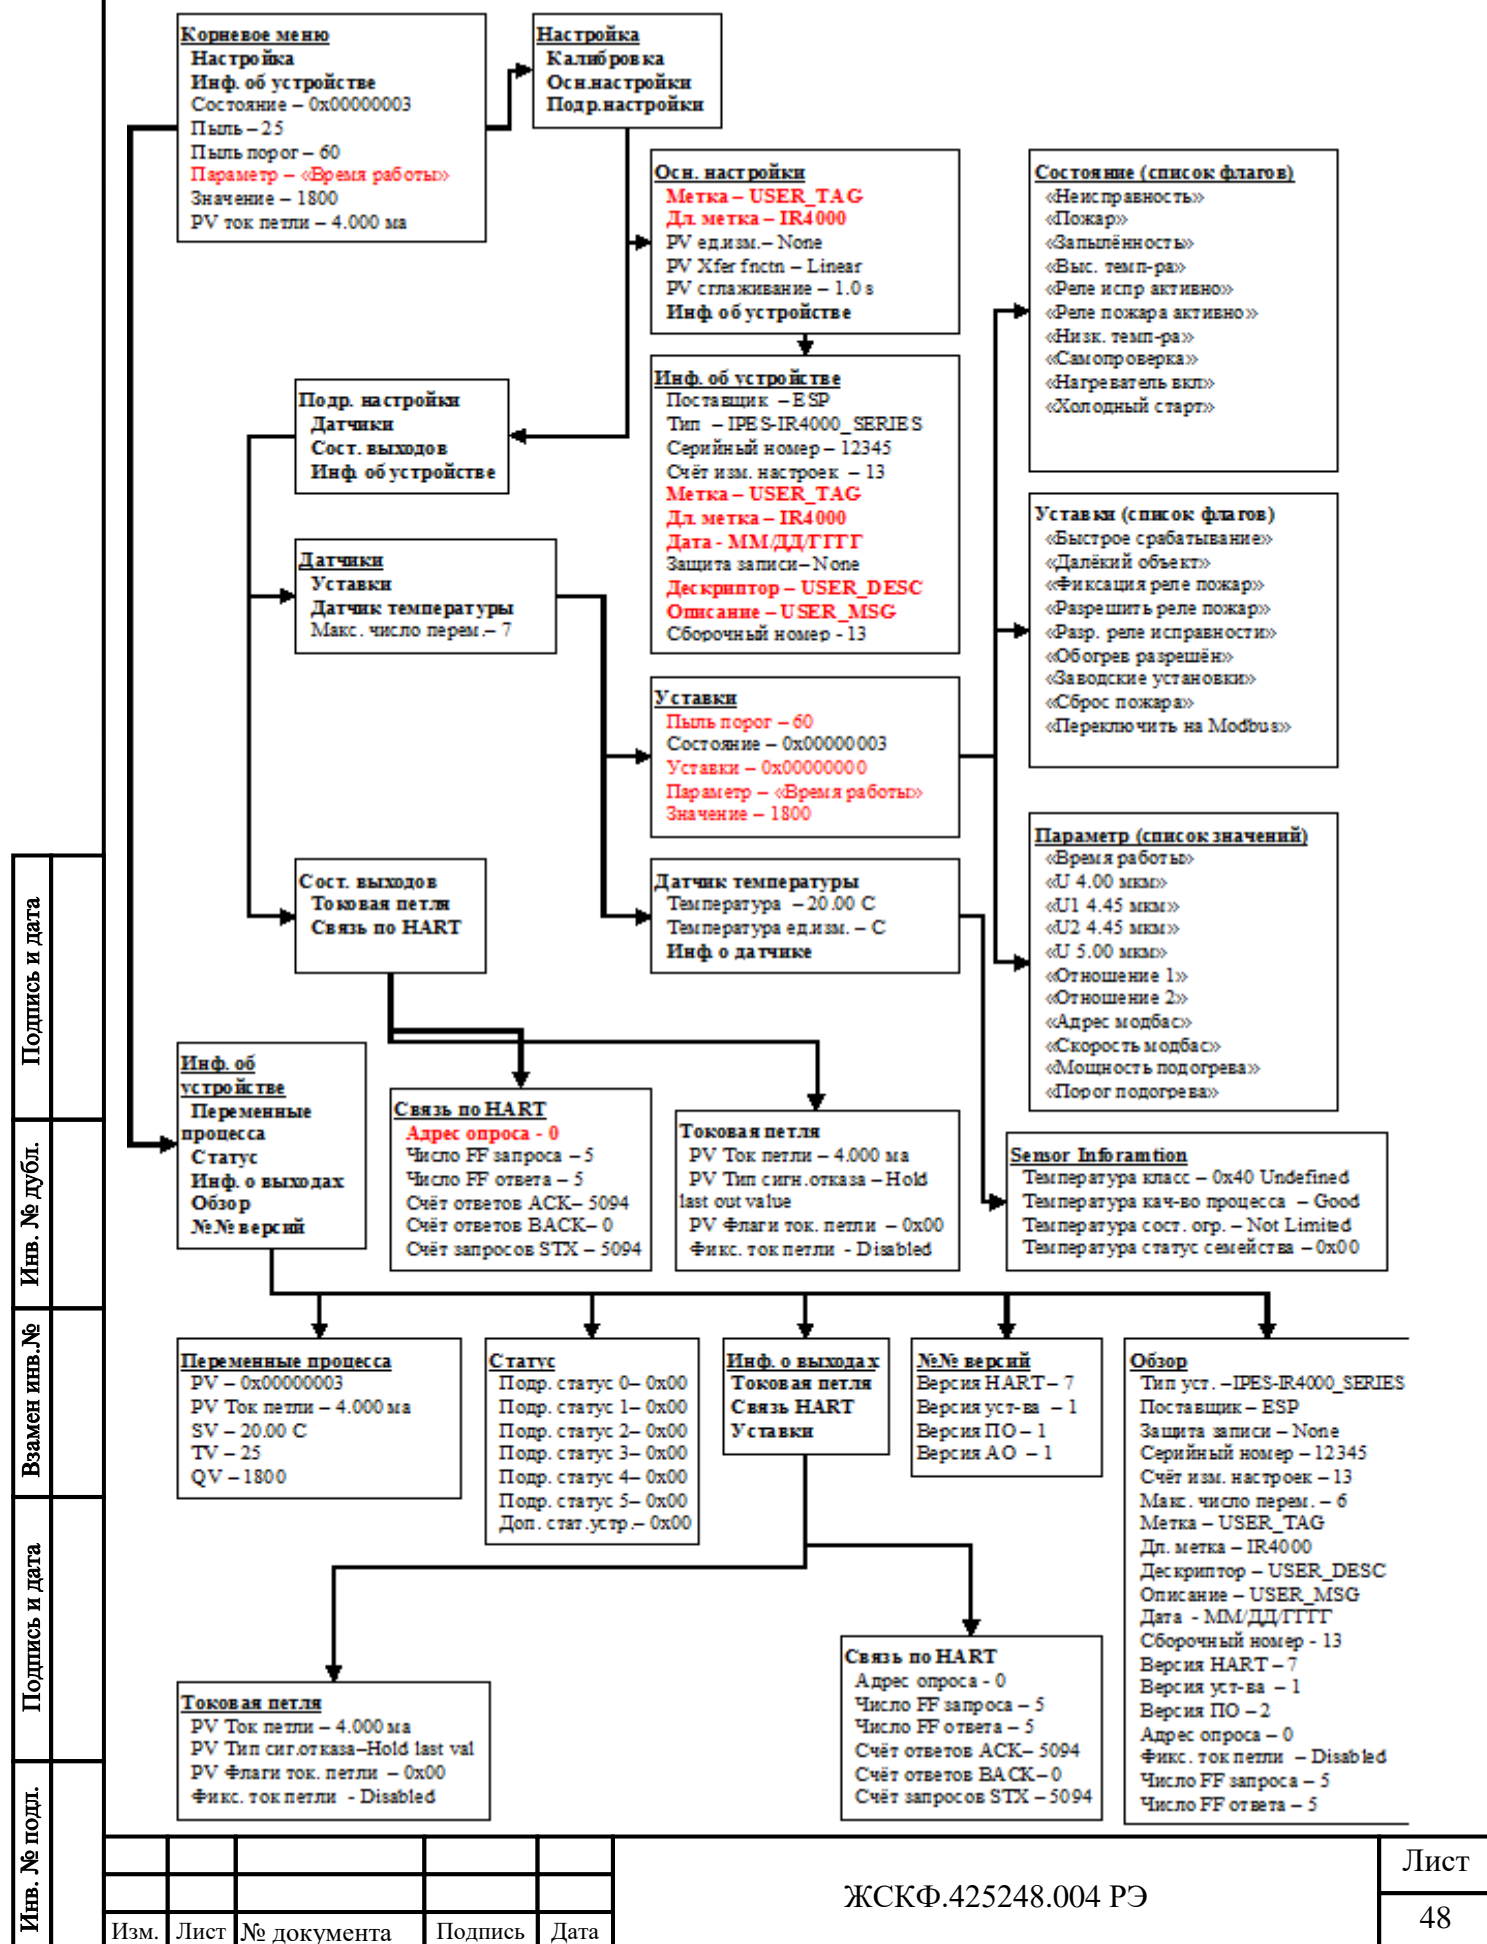 Корневое меню
Настройка
Инф. об устройстве
Состояние – 0x00000003
Пыль – 25
Пыль порог – 60
Параметр – «Время работы»
Значение – 1800
PV ток петли – 4.000 ма
Настройка
Калибровка
Осн.настройки
Подр.настройки
Осн. настройки
Метка – USER_TAG
Дл. метка – IR4000
PV ед.изм.– None
PV Xfer fnctn – Linear
PV сглаживание – 1.0 s
Инф. об устройстве
Состояние (список флагов)
«Неисправность»
«Пожар»
«Запылённость»
«Выс. темп-ра»
«Реле испр активно»
«Реле пожара активно»
«Низк. темп-ра»
«Самопроверка»
«Нагреватель вкл»
«Холодный старт»
Инф. об устройстве
Поставщик – ESP
Тип – IPES-IR4000_SERIES
Серийный номер – 12345
Счёт изм. настроек – 13
Метка – USER_TAG
Дл. метка – IR4000
Дата - ММ/ДД/ГГГГ
Защита записи– None
Дескриптор – USER_DESC
Описание – USER_MSG
Сборочный номер - 13
Подр. настройки
Датчики
Сост. выходов
Инф. об устройстве
Уставки (список флагов)
«Быстрое срабатывание»
«Далёкий объект»
«Фиксация реле пожар»
«Разрешить реле пожар»
«Разр. реле исправности»
«Обогрев разрешён»
«Заводские установки»
«Сброс пожара»
«Переключить на Modbus»
Датчики
Уставки
Датчик температуры
Макс. число перем.– 7
Уставки
Пыль порог – 60
Состояние – 0x00000003
Уставки – 0x00000000
Параметр – «Время работы»
Значение – 1800
Параметр (список значений)
«Время работы»
«U 4.00 мкм»
«U1 4.45 мкм»
«U2 4.45 мкм»
«U 5.00 мкм»
«Отношение 1»
«Отношение 2»
«Адрес модбас»
«Скорость модбас»
«Мощность подогрева»
«Порог подогрева»
Сост. выходов
Токовая петля
Связь по HART
Датчик температуры
Температура – 20.00 С
Температура ед.изм. – С
Инф. о датчике
Инф. об
устройстве
Переменные
процесса
Статус
Инф. о выходах
Обзор
№№ версий
Связь по HART
Адрес опроса - 0
Число FF запроса – 5
Число FF ответа – 5
Счёт ответов ACK – 5094
Счёт ответов BACK– 0
Счёт запросов STX – 5094
Токовая петля
PV Ток петли – 4.000 ма
PV Тип сигн.отказа – Hold
last out value
PV Флаги ток. петли – 0x00
Фикс. ток петли - Disabled
Sensor Inforamtion
Температура класс – 0x40 Undefined
Температура кач-во процесса – Good
Температура сост. огр. – Not Limited
Температура статус семейства – 0x00
Переменные процесса
PV – 0x00000003
PV Ток петли – 4.000 ма
SV – 20.00 C
TV – 25
QV – 1800
Статус
Подр. статус 0– 0x00
Подр. статус 1– 0x00
Подр. статус 2– 0x00
Подр. статус 3– 0x00
Подр. статус 4– 0x00
Подр. статус 5– 0x00
Доп. стат.устр.– 0x00
Инф. о выходах
Токовая петля
Связь HART
Уставки
№№ версий
Версия HART – 7
Версия уст-ва – 1
Версия ПО – 1
Версия АО – 1
Обзор
Тип уст. –IPES-IR4000_SERIES
Поставщик – ESP
Защита записи – None
Серийный номер – 12345
Счёт изм. настроек – 13
Макс. число перем. – 6
Метка – USER_TAG
Дл. метка – IR4000
Дескриптор – USER_DESC
Описание – USER_MSG
Дата - ММ/ДД/ГГГГ
Сборочный номер - 13
Версия HART – 7
Версия уст-ва – 1
Версия ПО – 2
Адрес опроса – 0
Фикс. ток петли – Disabled
Число FF запроса – 5
Число FF ответа – 5
Токовая петля
PV Ток петли – 4.000 ма
PV Тип сиг.отказа–Hold last val
PV Флаги ток. петли – 0x00
Фикс. ток петли - Disabled
Связь по HART
Адрес опроса - 0
Число FF запроса – 5
Число FF ответа – 5
Счёт ответов ACK– 5094
Счёт ответов BACK– 0
Счёт запросов STX – 5094
Подпись и дата
Инв. № дубл.
Взамен инв.№
Подпись и дата
Инв. № подл.
Изм. Лист № документа Подпись Дата
ЖСКФ.425248.004 РЭ
Лист
48